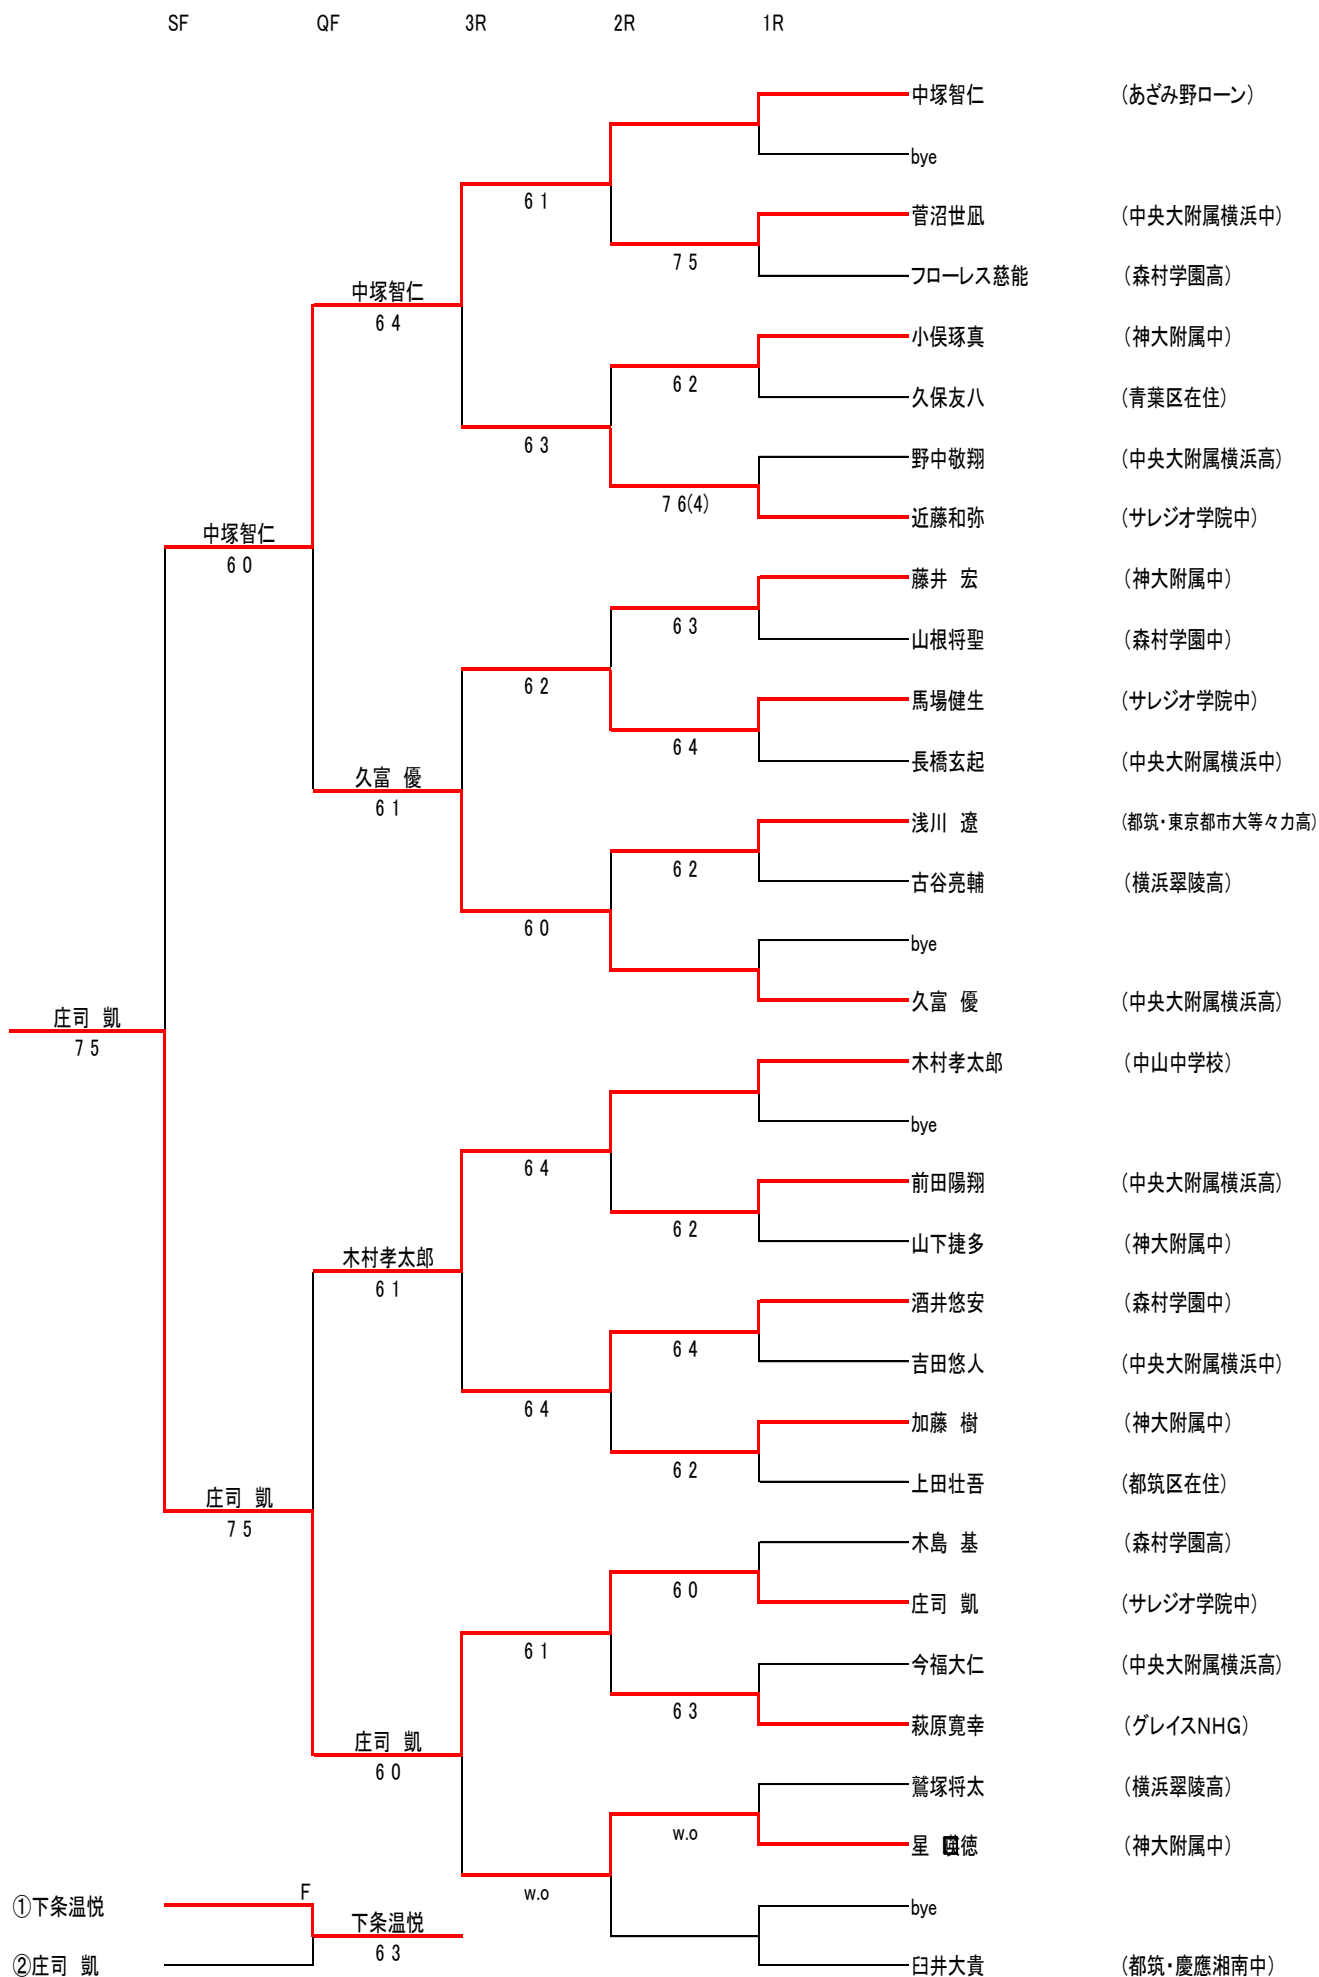 SF QF 3R 2R 1R
中塚智仁 (あざみ野ローン)
bye
6 1
菅沼世凪 (中央大附属横浜中)
7 5
フローレス慈能 (森村学園高)
中塚智仁
6 4
小俣琢真 (神大附属中)
6 2
久保友八 (青葉区在住)
6 3
野中敬翔 (中央大附属横浜高)
7 6(4)
近藤和弥 (サレジオ学院中)
中塚智仁
6 0
藤井 宏 (神大附属中)
6 3
山根将聖 (森村学園中)
6 2
馬場健生 (サレジオ学院中)
6 4
長橋玄起 (中央大附属横浜中)
久富 優
6 1
浅川 遼 (都筑・東京都市大等々力高)
6 2
古谷亮輔 (横浜翠陵高)
6 0
bye
久富 優 (中央大附属横浜高)
庄司 凱
7 5
木村孝太郎 (中山中学校)
bye
6 4
前田陽翔 (中央大附属横浜高)
6 2
山下捷多 (神大附属中)
木村孝太郎
6 1
酒井悠安 (森村学園中)
6 4
吉田悠人 (中央大附属横浜中)
6 4
加藤 樹 (神大附属中)
6 2
上田壮吾 (都筑区在住)
庄司 凱
7 5
木島 基 (森村学園高)
6 0
庄司 凱 (サレジオ学院中)
6 1
今福大仁 (中央大附属横浜高)
6 3
萩原寛幸 (グレイスNHG)
庄司 凱
6 0
鷲塚将太 (横浜翠陵高)
w.o
星 徳 (神大附属中)
w.o
bye
臼井大貴 (都筑・慶應湘南中)
F
①下条温悦
下条温悦
6 3
②庄司 凱